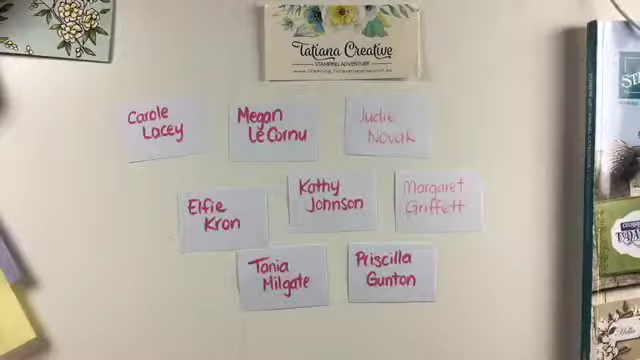 Tatiana Creative
STAMPING ADVENTURE
Carole
Lacey
Megan
Le Cornu
Judie
Novak
Elfie
Kron
Kathy
Johnson
Margaret
Griffett
Tania
Milgate
Priscilla
Gunton
Hello